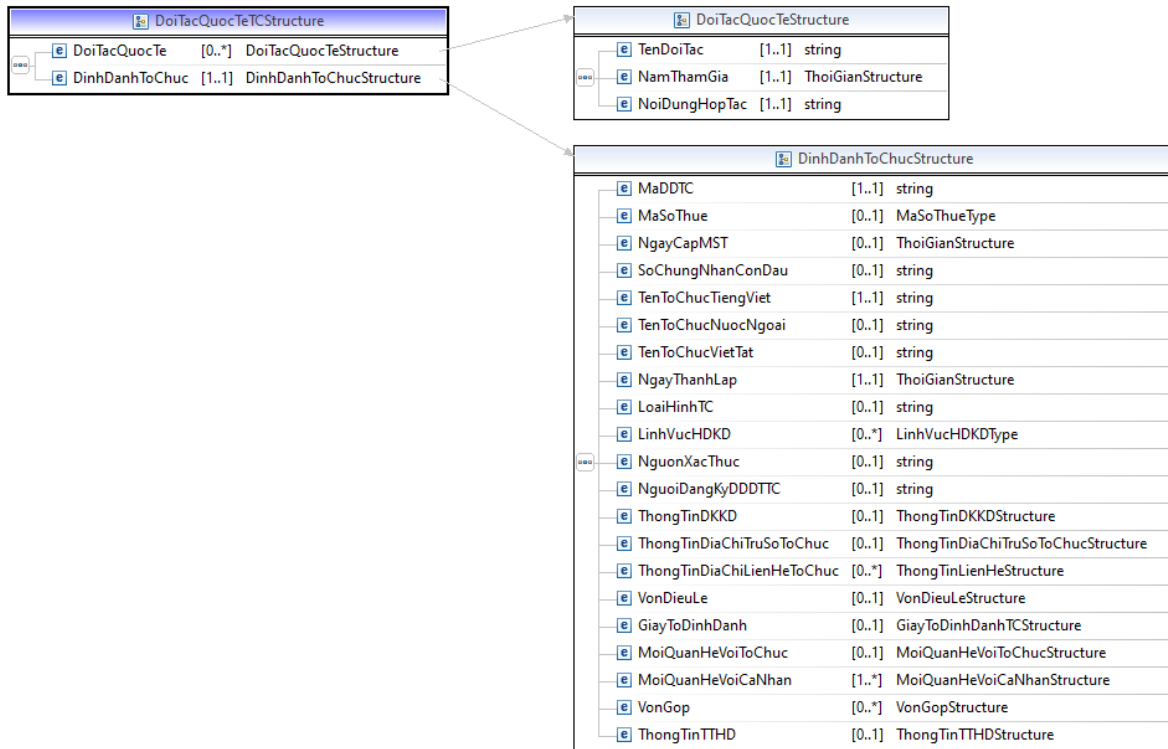 DoiTacQuocTeTCStructure
DoiTacQuocTe [0..*] DoiTacQuocTeStructure
DinhDanhToChuc [1..1] DinhDanhToChucStructure
DoiTacQuocTeStructure
TenDoiTac [1..1] string
NamThamGia [1..1] ThoiGianStructure
NoiDungHopTac [1..1] string
DinhDanhToChucStructure
MaDDTC [1..1] string
MaSoThue [0..1] MaSoThueType
NgayCapMST [0..1] ThoiGianStructure
SoChungNhanConDau [0..1] string
TenToChucTiengViet [1..1] string
TenToChucNuocNgoai [0..1] string
TenToChucVietTat [0..1] string
NgayThanhLap [1..1] ThoiGianStructure
LoaiHinhTC [0..1] string
LinhVucHDKD [0..*] LinhVucHDKDType
NguonXacThuc [0..1] string
NguoiDangKyDDDTTC [0..1] string
ThongTinDKKD [0..1] ThongTinDKKDStructure
ThongTinDiaChiTruSoToChuc [0..1] ThongTinDiaChiTruSoToChucStructure
ThongTinDiaChiLienHeToChuc [0..*] ThongTinLienHeStructure
VonDieuLe [0..1] VonDieuLeStructure
GiayToDinhDanh [0..1] GiayToDinhDanhTCStructure
MoiQuanHeVoiToChuc [0..1] MoiQuanHeVoiToChucStructure
MoiQuanHeVoiCaNhan [1..*] MoiQuanHeVoiCaNhanStructure
VonGop [0..*] VonGopStructure
ThongTinTTHD [0..1] ThongTinTTHDStructure